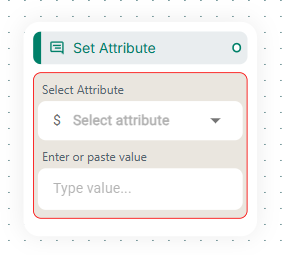 Set Attribute
Select Attribute
$ Select attribute
Enter or paste value
Type value...